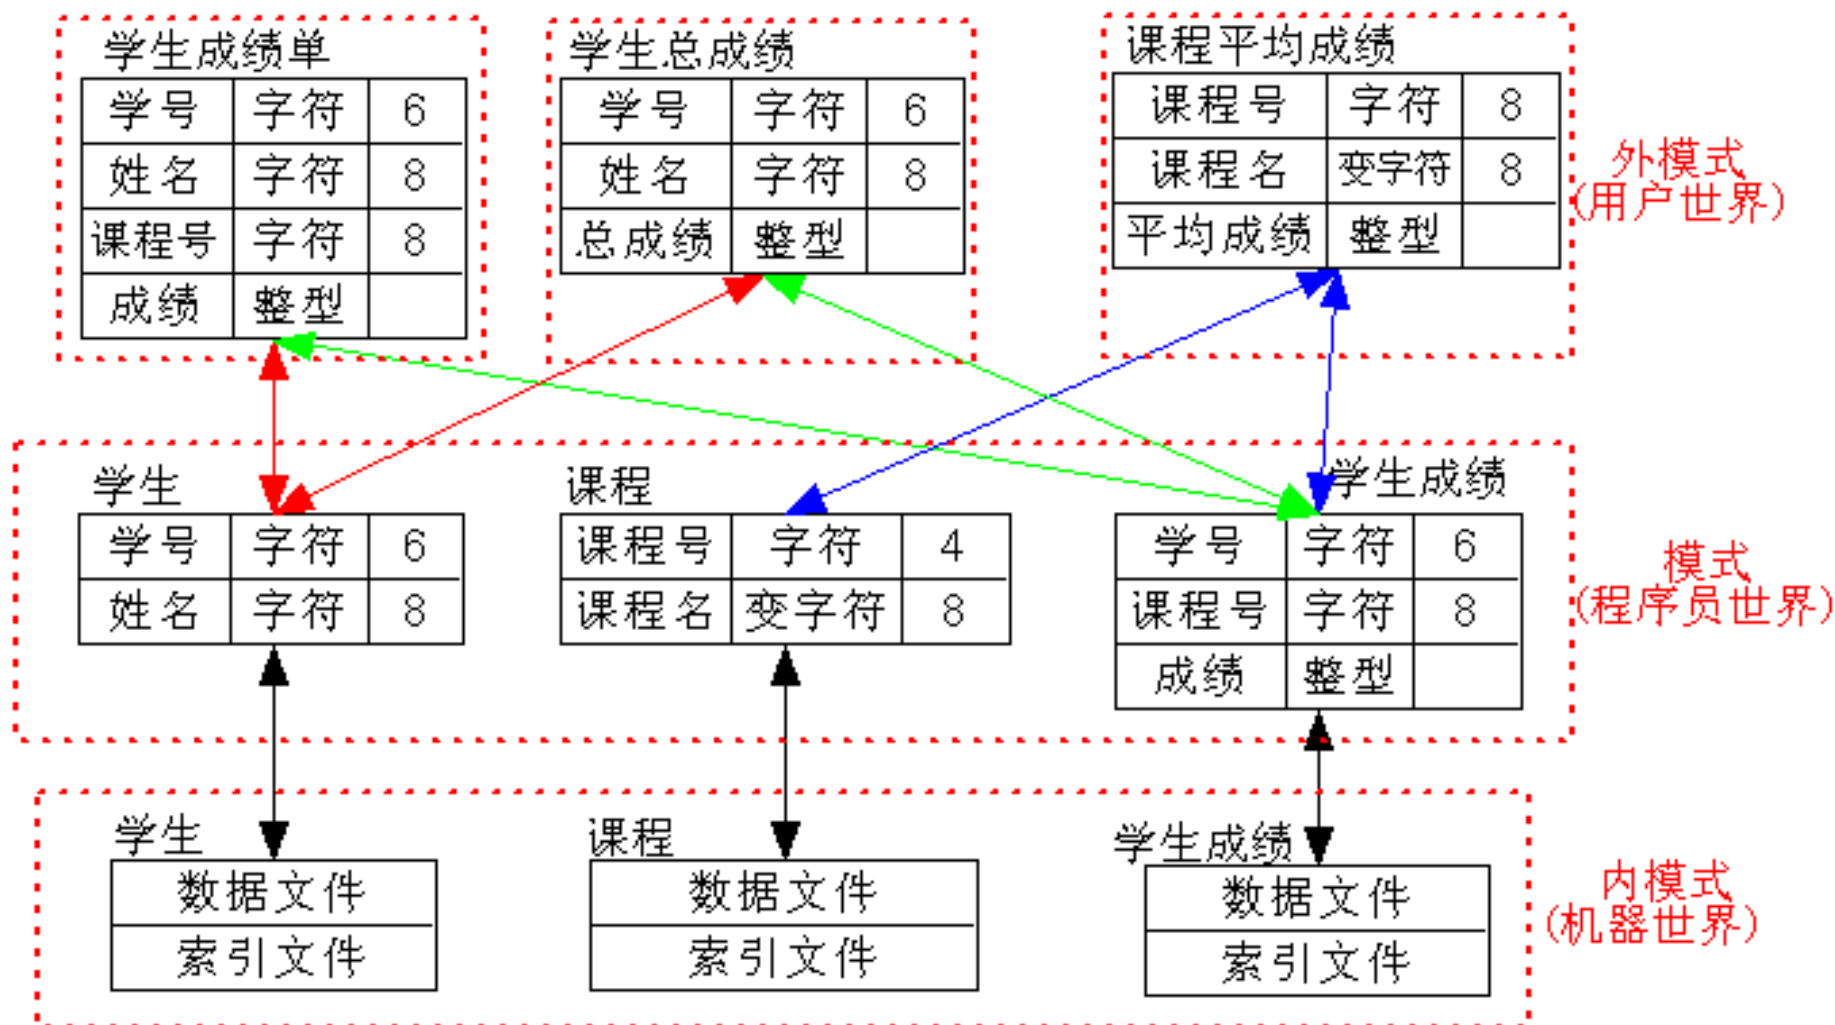 学生成绩单
学号 字符 6
姓名 字符 8
课程号 字符 8
成绩 整型
学生总成绩
学号 字符 6
姓名 字符 8
总成绩 整型
课程平均成绩
课程号 字符 8
课程名 变字符 8
平均成绩 整型
外模式
(用户世界)
学生
学号 字符 6
姓名 字符 8
课程
课程号 字符 4
课程名 变字符 8
学生成绩
学号 字符 6
课程号 字符 8
成绩 整型
模式
(程序员世界)
学生
数据文件
索引文件
课程
数据文件
索引文件
学生成绩
数据文件
索引文件
内模式
(机器世界)